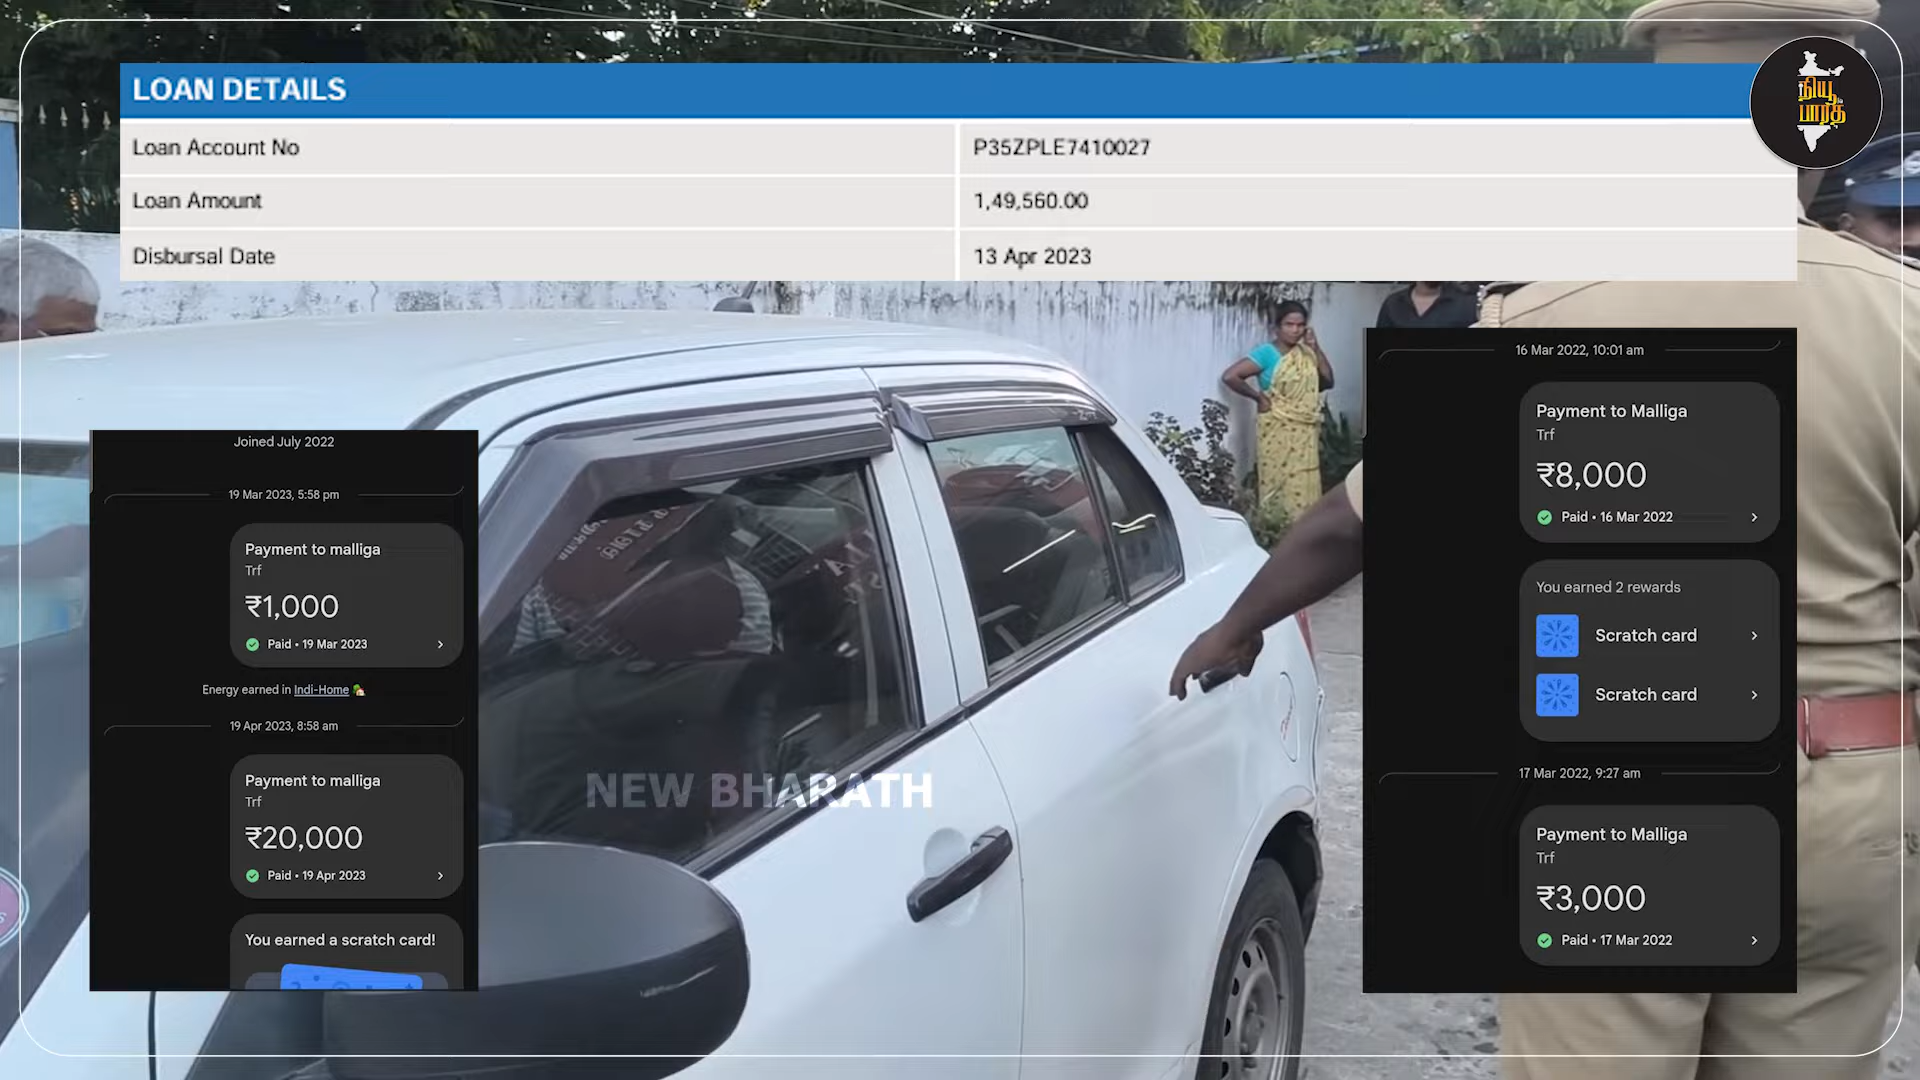 LOAN DETAILS
Loan Account No P35ZPLE7410027
Loan Amount 1,49,560.00
Disbursal Date 13 Apr 2023
நியூ
பாரத்
Joined July 2022
19 Mar 2023, 5:58 pm
Payment to malliga
Trf
₹1,000
Paid • 19 Mar 2023
Energy earned in Indi-Home
19 Apr 2023, 8:58 am
Payment to malliga
Trf
₹20,000
Paid • 19 Apr 2023
You earned a scratch card!
16 Mar 2022, 10:01 am
Payment to Malliga
Trf
₹8,000
Paid • 16 Mar 2022
You earned 2 rewards
Scratch card
Scratch card
17 Mar 2022, 9:27 am
Payment to Malliga
Trf
₹3,000
Paid • 17 Mar 2022
NEW BHARATH